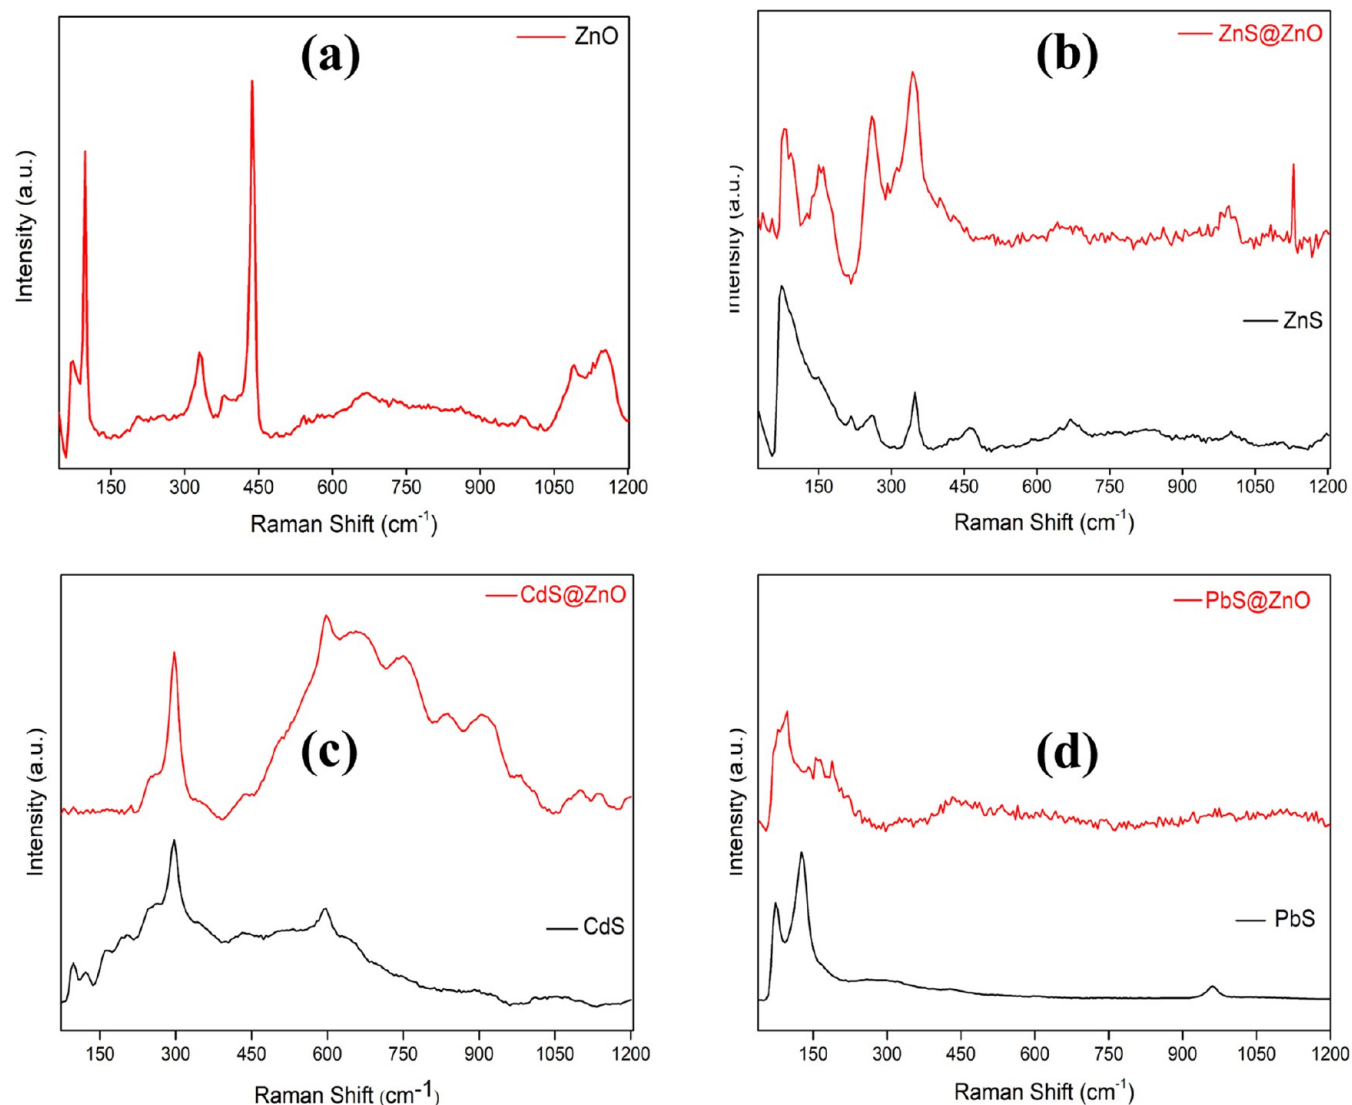 (a)
ZnO
Intensity (a.u.)
150 300 450 600 750 900 1050 1200
Raman Shift (cm⁻¹)
(b)
ZnS@ZnO
ZnS
Intensity (a.u.)
150 300 450 600 750 900 1050 1200
Raman Shift (cm⁻¹)
(c)
CdS@ZnO
CdS
Intensity (a.u.)
150 300 450 600 750 900 1050 1200
Raman Shift (cm-1)
(d)
PbS@ZnO
PbS
Intensity (a.u.)
150 300 450 600 750 900 1050 1200
Raman Shift (cm⁻¹)